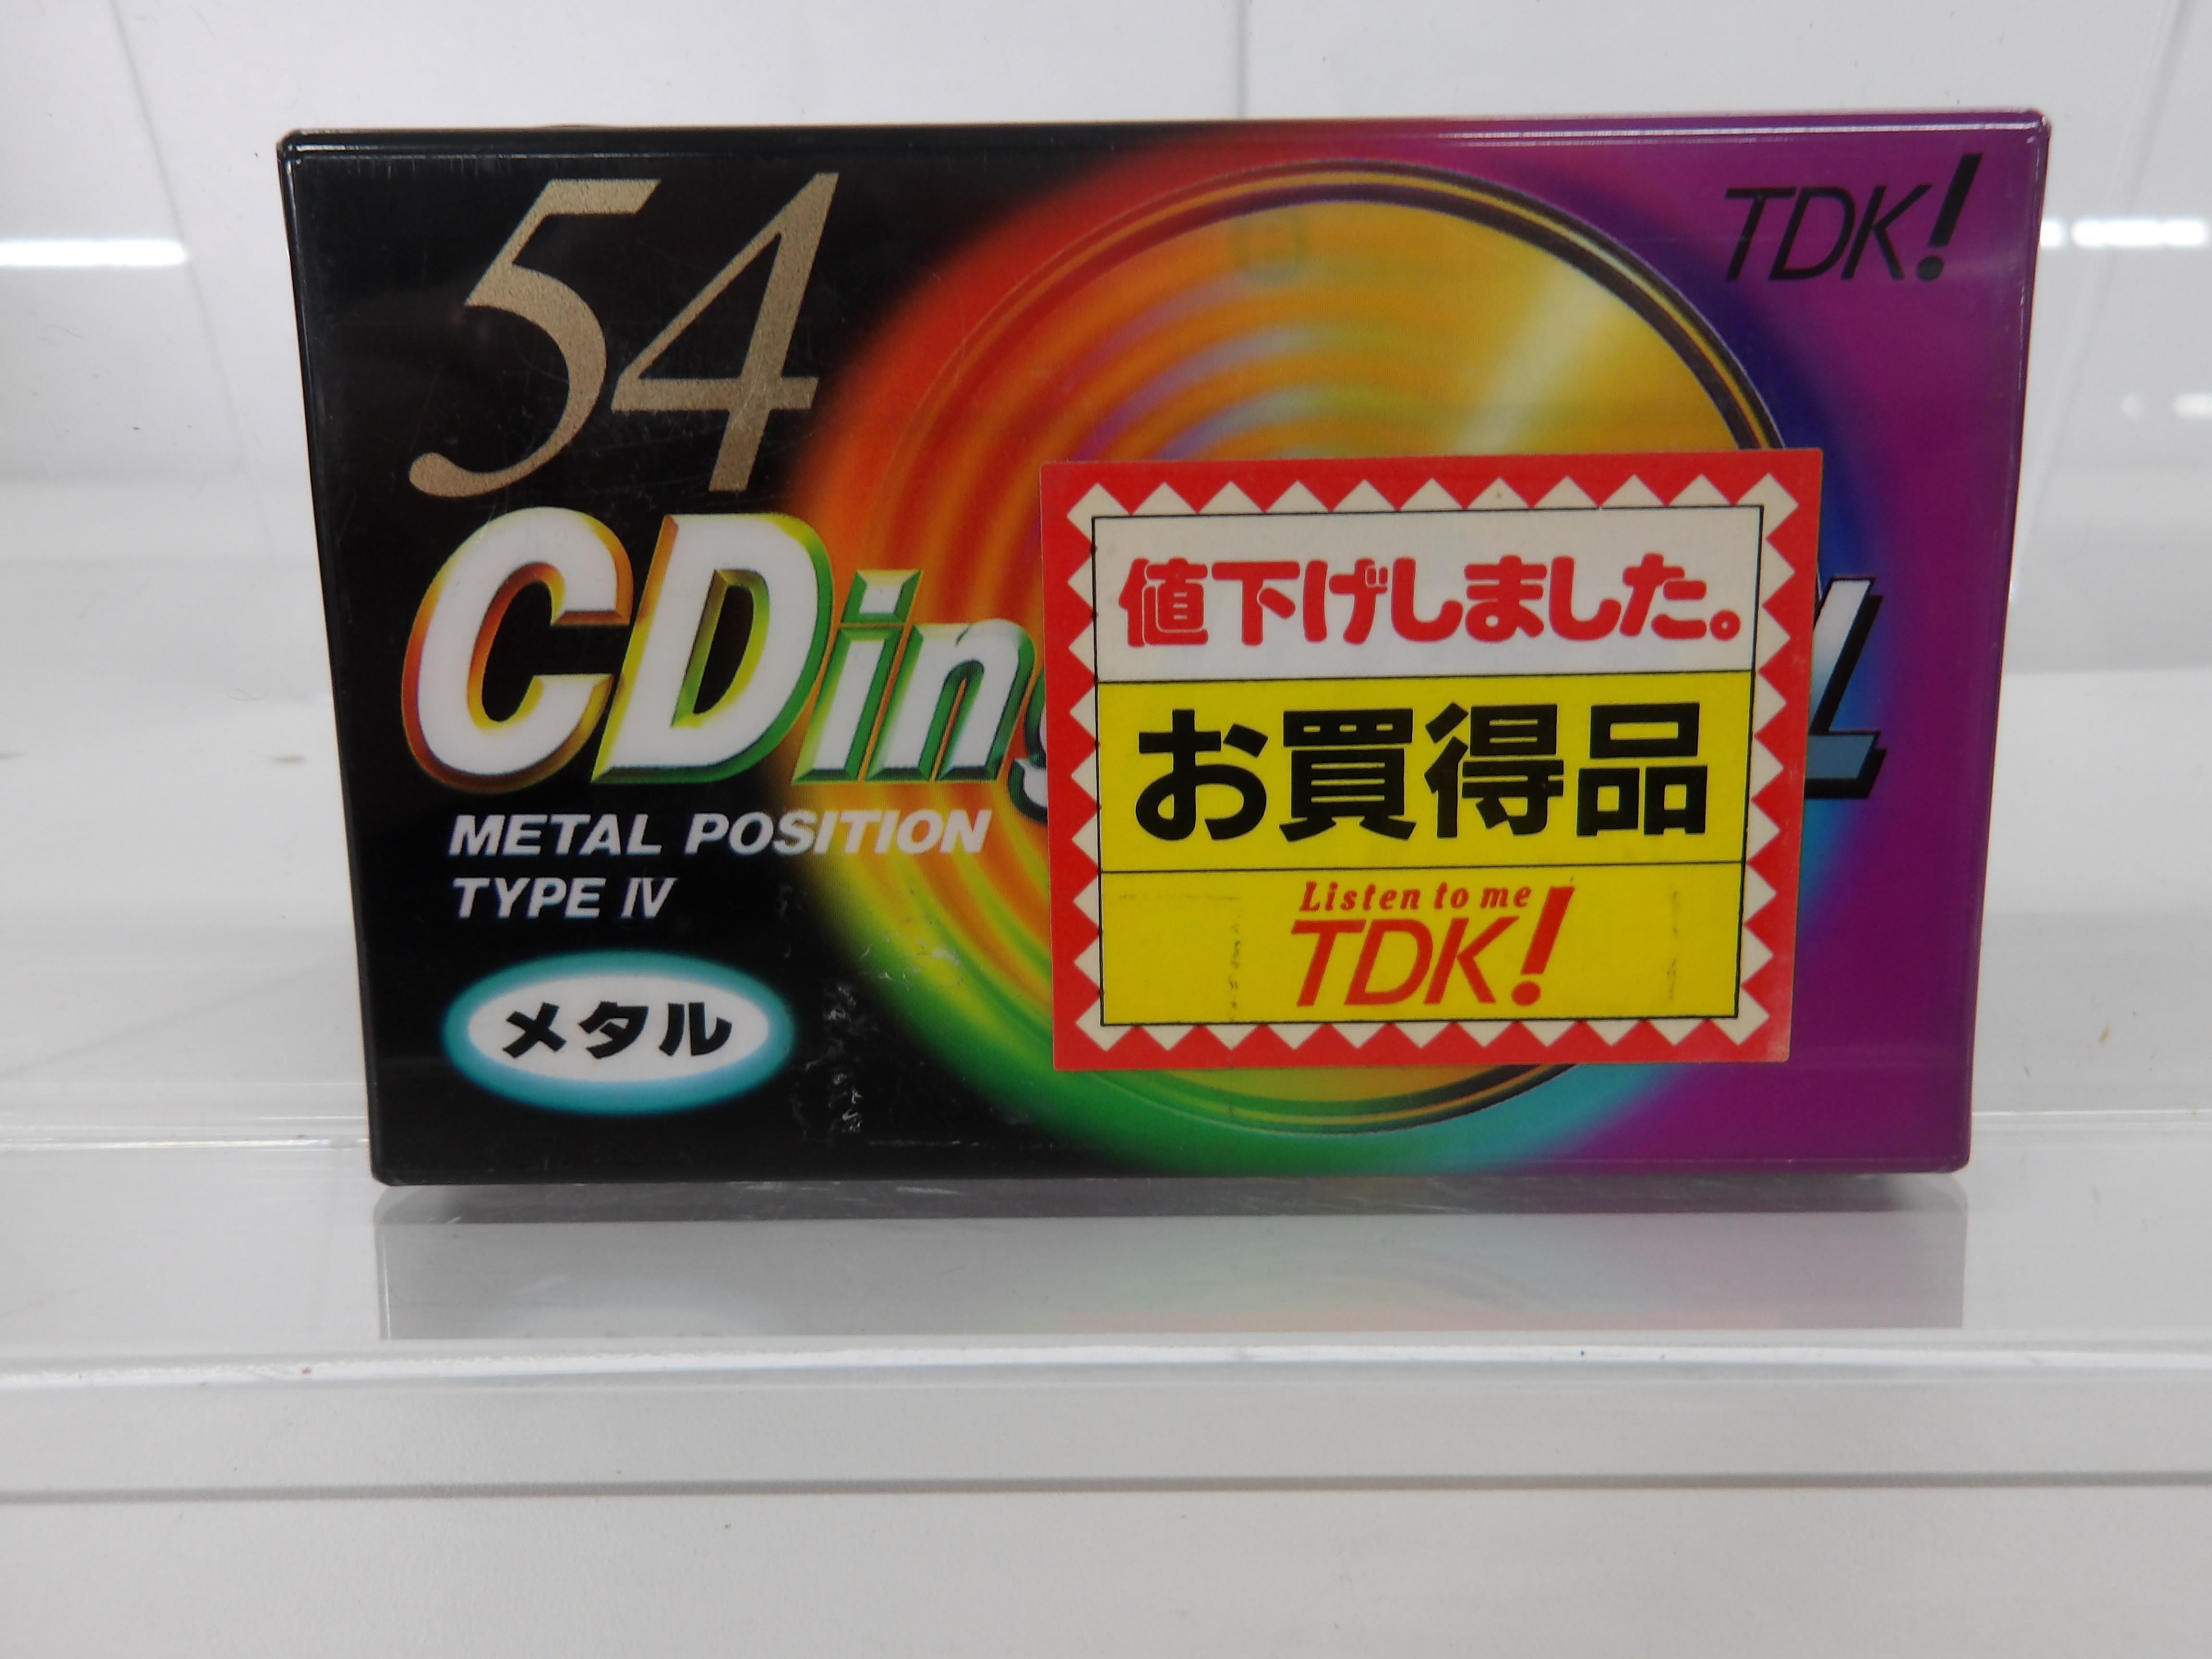 54
TDK!
CDing
METAL POSITION
TYPE IV
メタル
値下げしました。
お買得品
Listen to me
TDK!